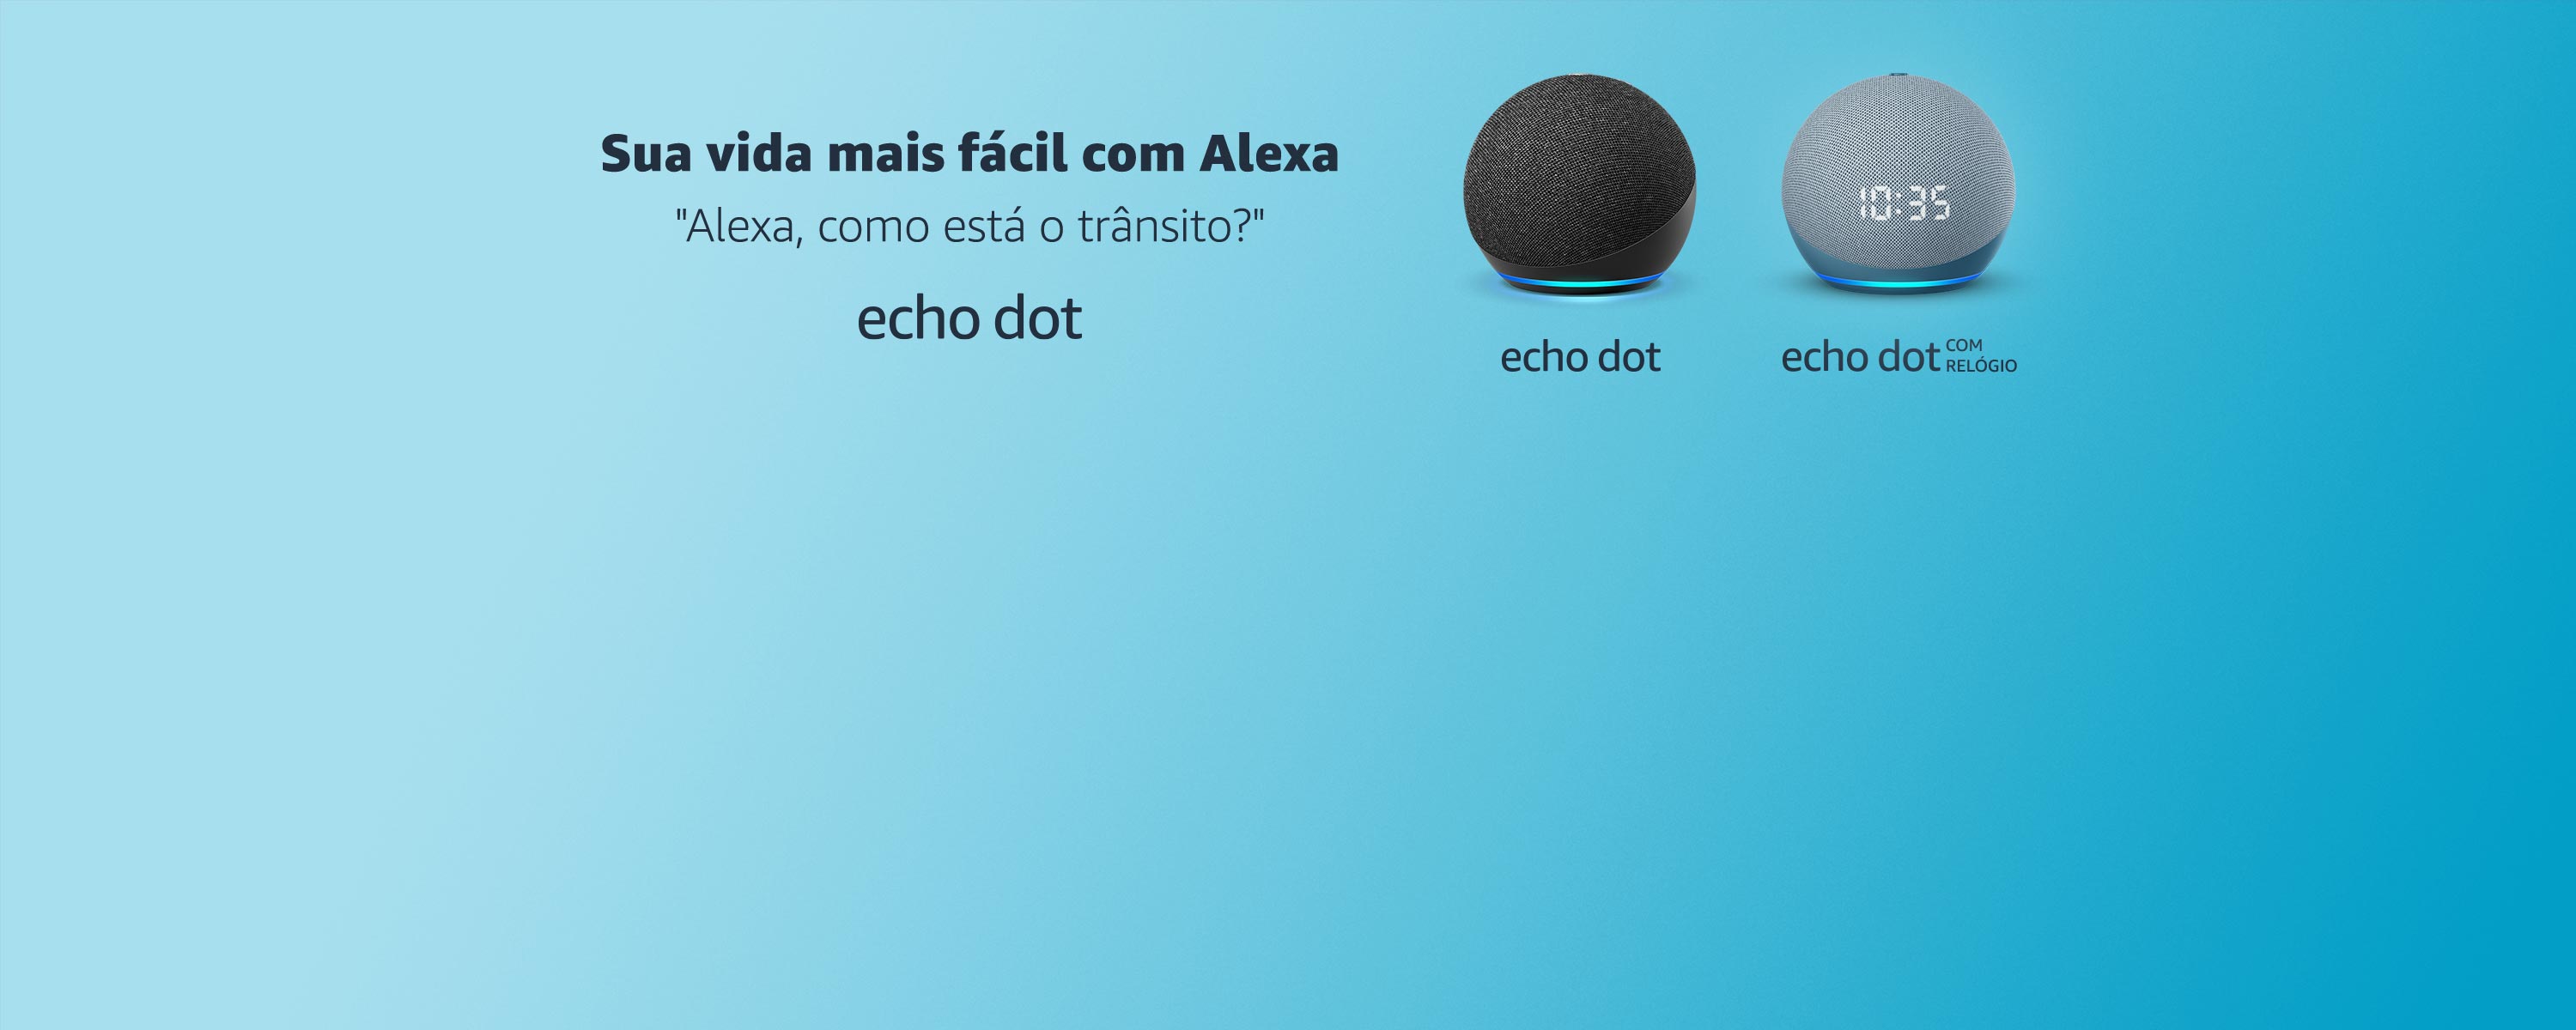 Sua vida mais fácil com Alexa
"Alexa, como está o trânsito?"
echo dot
10:35
echo dot
echo dot COM
RELÓGIO